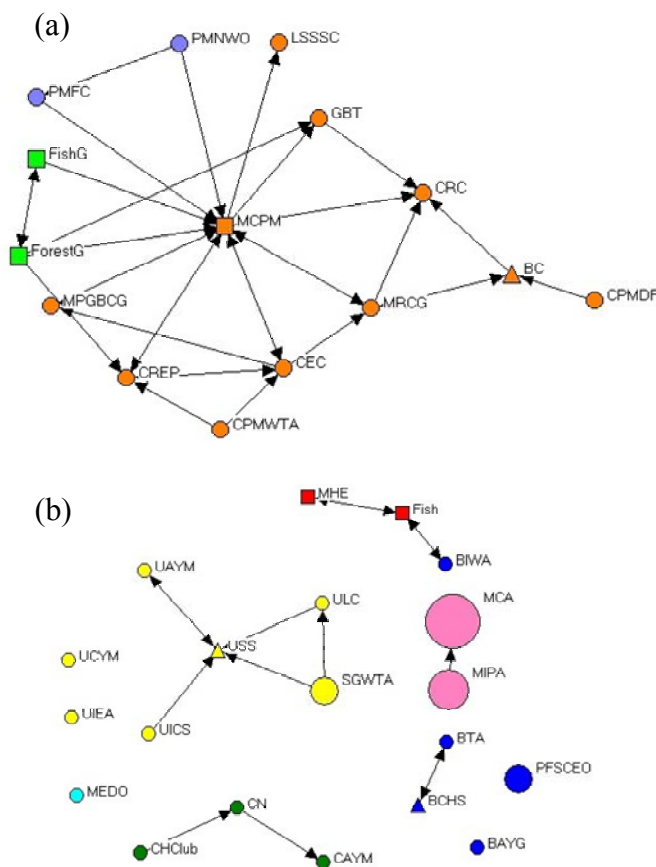 (a)
PMNWO
LSSSC
PMFC
GBT
FishG
CRC
MCPM
ForestG
BC
MPGBCG
MRCG
CPMDF
CREP
CEC
CPMWTA
(b)
MHE
Fish
UAYM
BIWA
ULC
MCA
USS
UCYM
SGWTA
MIPA
UIEA
UICS
BTA
PFSCEO
MEDO
CN
BCHS
CHClub
CAYM
BAYG